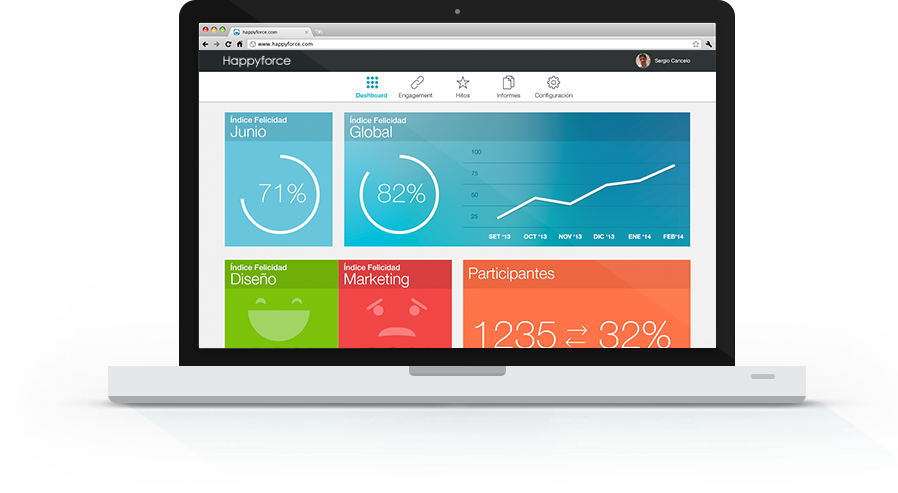 happyforce.com
www.happyforce.com
Happyforce
Sergio Cancelo
Dashboard
Engagement
Hitos
Informes
Configuración
Índice Felicidad
Junio
71%
Índice Felicidad
Global
82%
100
75
50
25
SET '13
OCT '13
NOV '13
DIC '13
ENE '14
FEB'14
Índice Felicidad
Diseño
Índice Felicidad
Marketing
Participantes
1235
32%